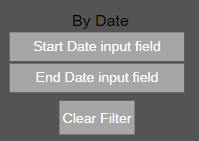 By Date
Start Date input field
End Date input field
Clear Filter